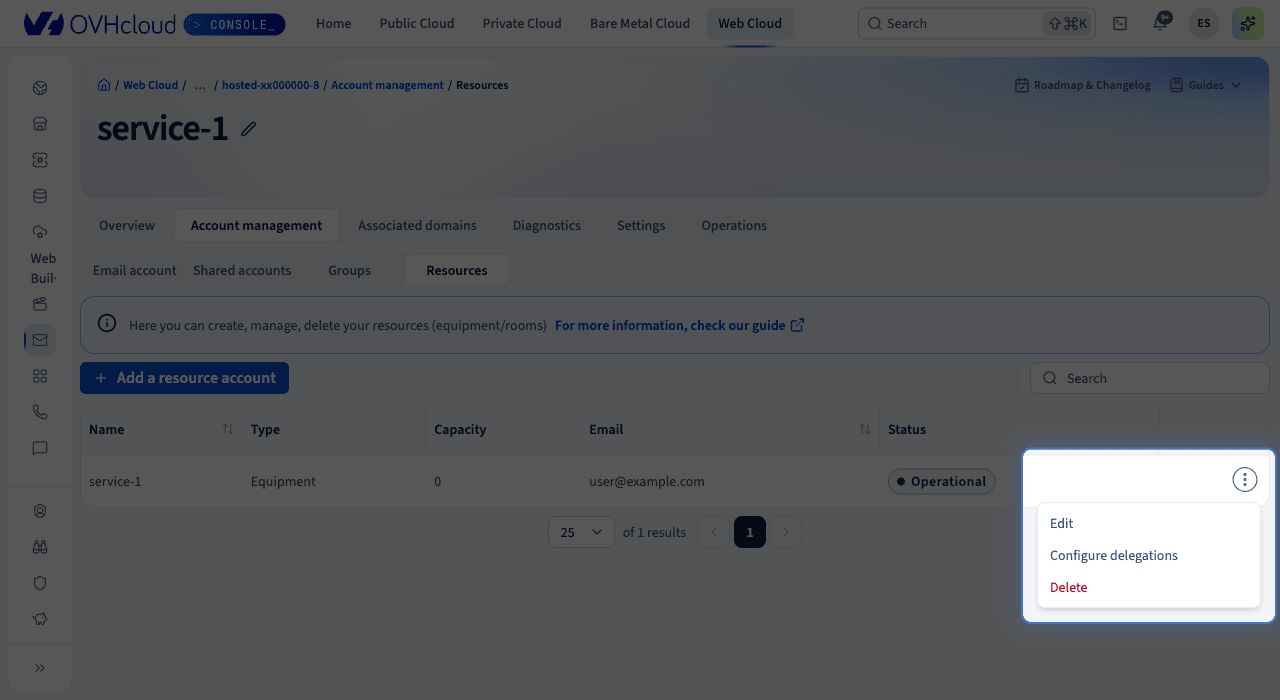 OVHcloud CONSOLE_ Home Public Cloud Private Cloud Bare Metal Cloud Web Cloud Search ⇧⌘K 9+ ES
/ Web Cloud / … / hosted-xx000000-8 / Account management / Resources Roadmap & Changelog Guides
service-1
Overview Account management Associated domains Diagnostics Settings Operations
Web
Email account Shared accounts Groups Resources
Here you can create, manage, delete your resources (equipment/rooms) For more information, check our guide
+ Add a resource account Search
Name Type Capacity Email Status
service-1 Equipment 0 user@example.com Operational
Edit
25 of 1 results 1
Configure delegations
Delete